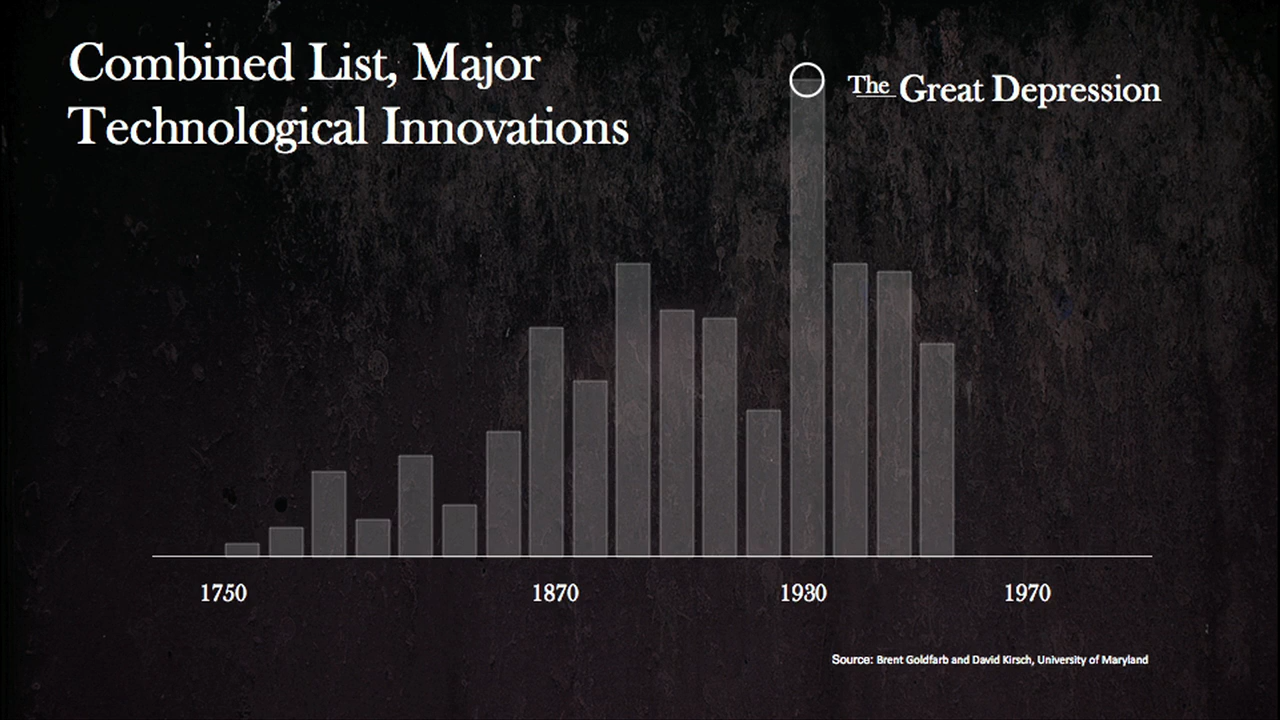 Combined List, Major
Technological Innovations
The Great Depression
1750 1870 1930 1970
Source: Brent Goldfarb and David Kirsch, University of Maryland